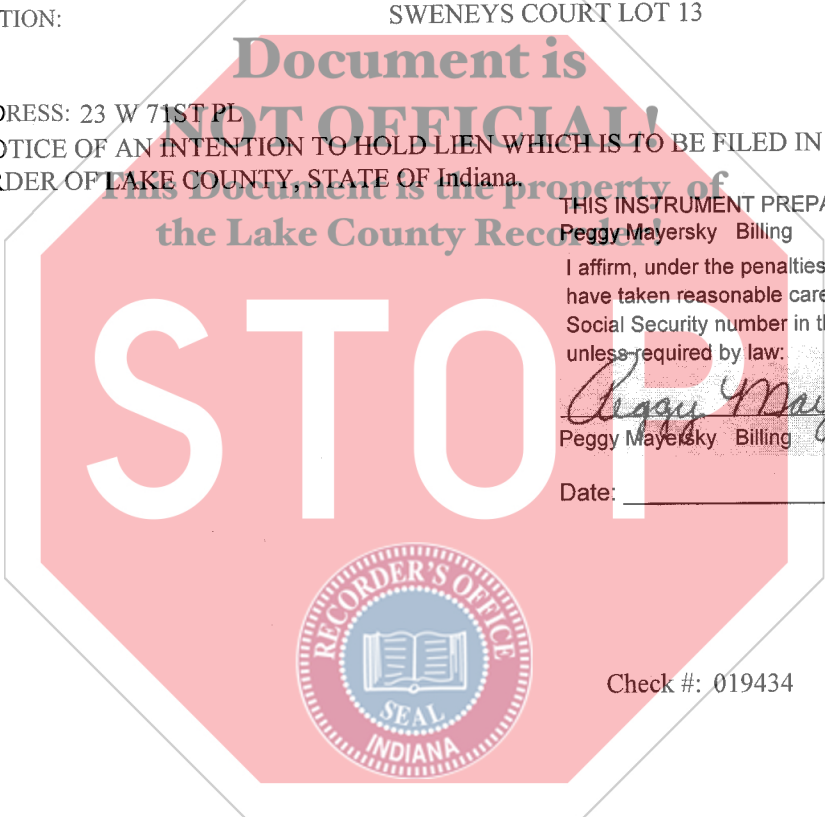 TION: SWENEYS COURT LOT 13
Document is
NOT OFFICIAL!
DRESS: 23 W 71ST PL
OTICE OF AN INTENTION TO HOLD LIEN WHICH IS TO BE FILED IN
RDER OF LAKE COUNTY, STATE OF Indiana.
This Document is the property of
the Lake County Recorder!
THIS INSTRUMENT PREPA
Peggy Mayersky Billing
I affirm, under the penalties
have taken reasonable care
Social Security number in th
unless required by law:
Peggy May
Peggy Mayersky Billing
Date:
STOP
RECORDER'S OFFICE
SEAL
INDIANA
Check #: 019434